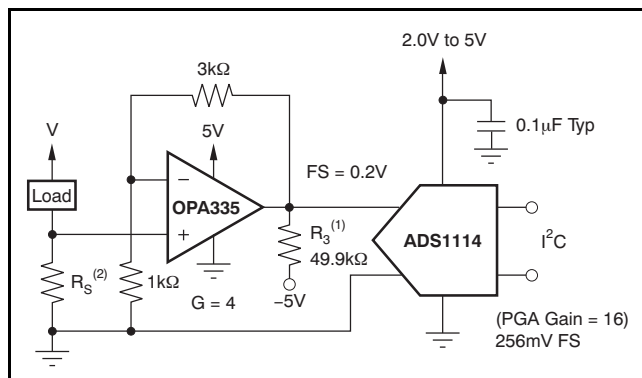 2.0V to 5V
3kΩ
0.1μF Typ
V
5V
FS = 0.2V
Load
−
OPA335
+
R3(1)
49.9kΩ
ADS1114
I2C
RS(2)
1kΩ
G = 4
−5V
(PGA Gain = 16)
256mV FS